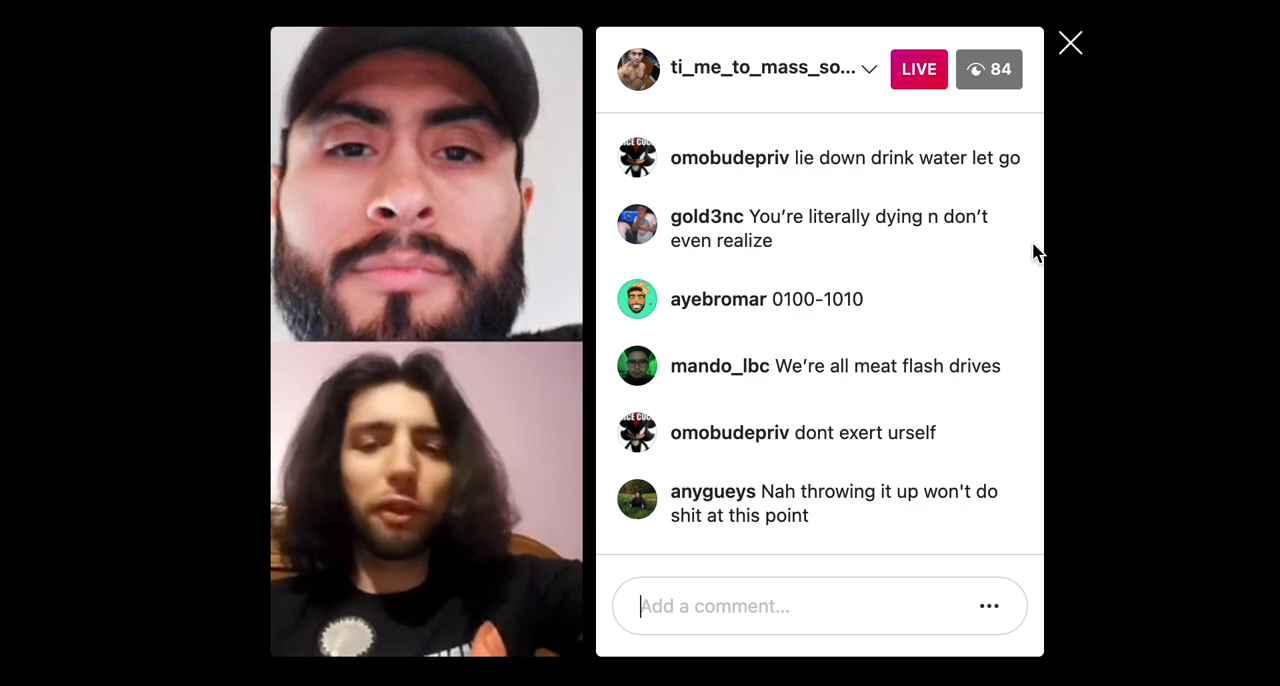 ti_me_to_mass_so...
LIVE
84
omobudepriv lie down drink water let go
gold3nc You’re literally dying n don’t
even realize
ayebromar 0100-1010
mando_lbc We’re all meat flash drives
omobudepriv dont exert urself
anygueys Nah throwing it up won't do
shit at this point
Add a comment...